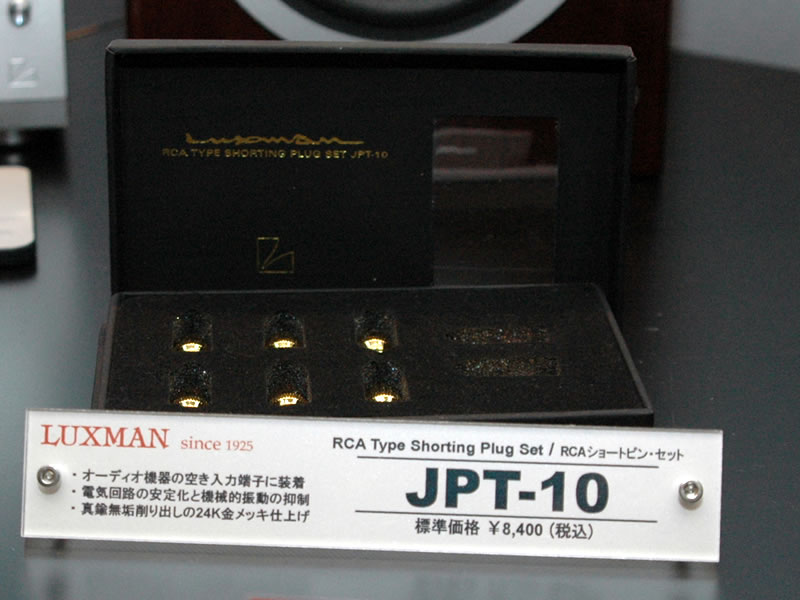 Luxman
RCA TYPE SHORTING PLUG SET JPT-10
LUXMAN since 1925
・オーディオ機器の空き入力端子に装着
・電気回路の安定化と機械的振動の抑制
・真鍮無垢削り出しの24K金メッキ仕上げ
RCA Type Shorting Plug Set / RCAショートピン・セット
JPT-10
標準価格 ￥8,400（税込）